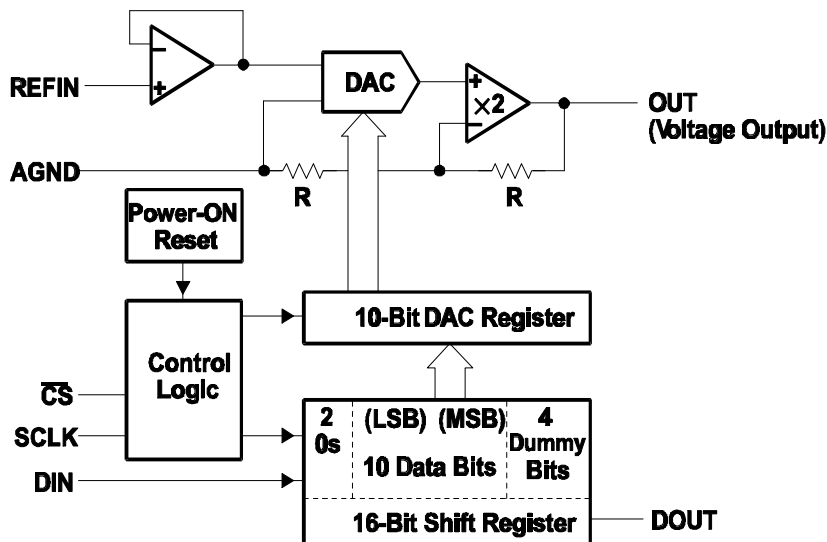 REFIN
−
+
DAC
+
×2
−
OUT
(Voltage Output)
AGND
R
R
Power-ON
Reset
10-Bit DAC Register
Control
Logic
CS
SCLK
DIN
2
0s
(LSB) (MSB)
10 Data Bits
4
Dummy
Bits
16-Bit Shift Register
DOUT